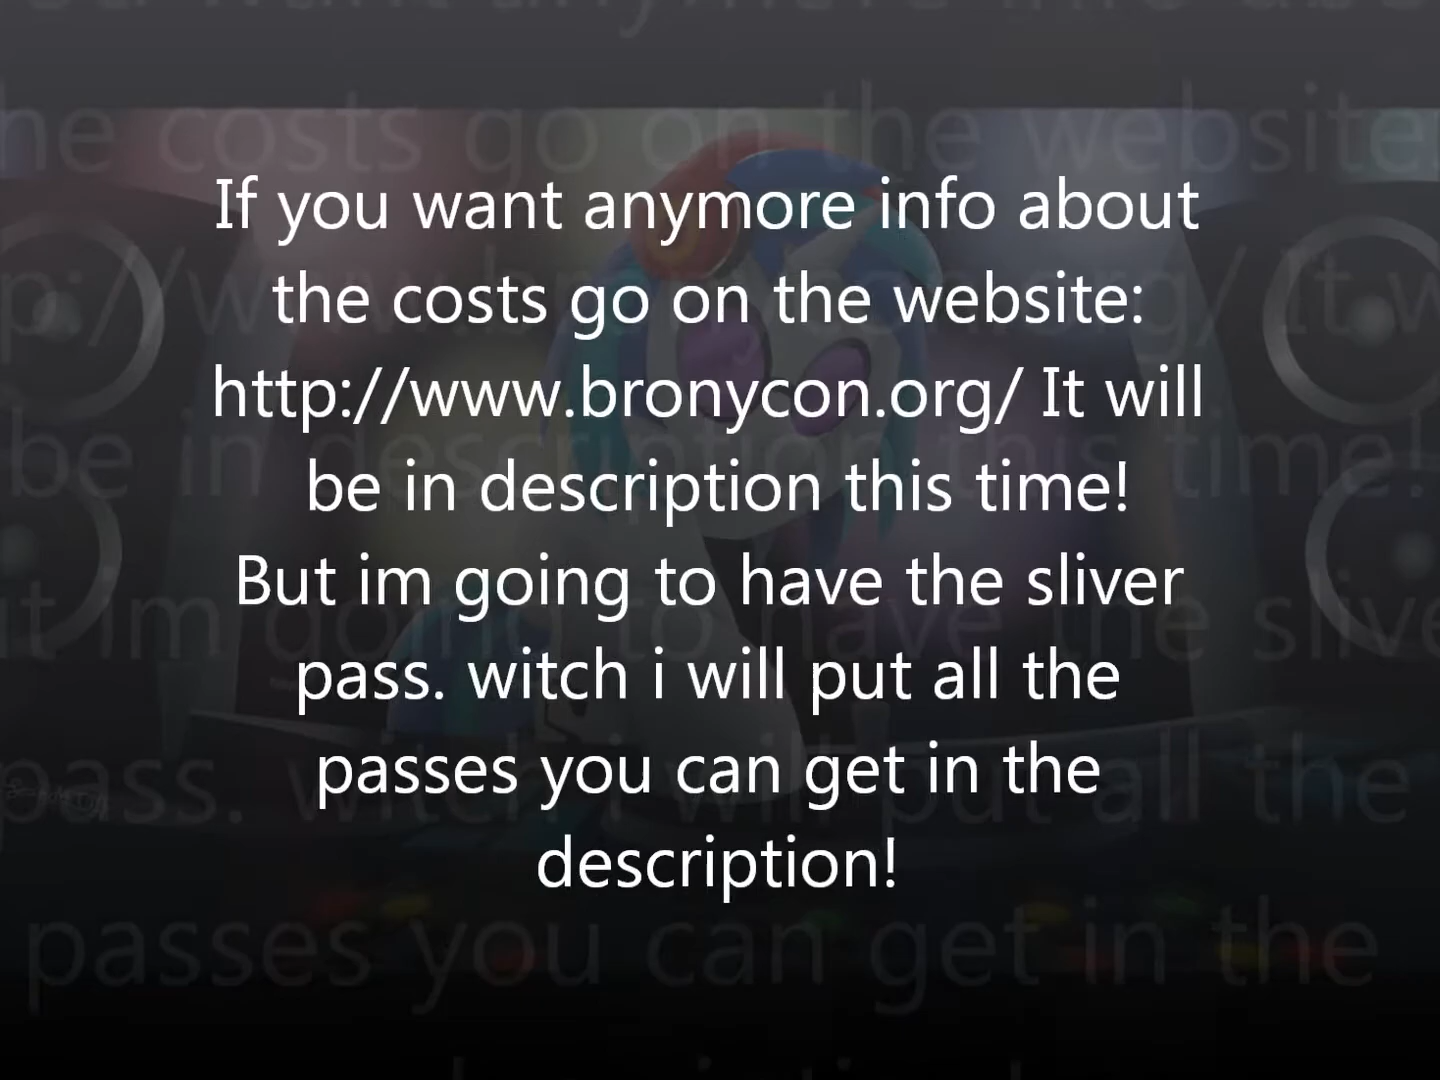 If you want anymore info about
the costs go on the website:
http://www.bronycon.org/ It will
be in description this time!
But im going to have the sliver
pass. witch i will put all the
passes you can get in the
description!